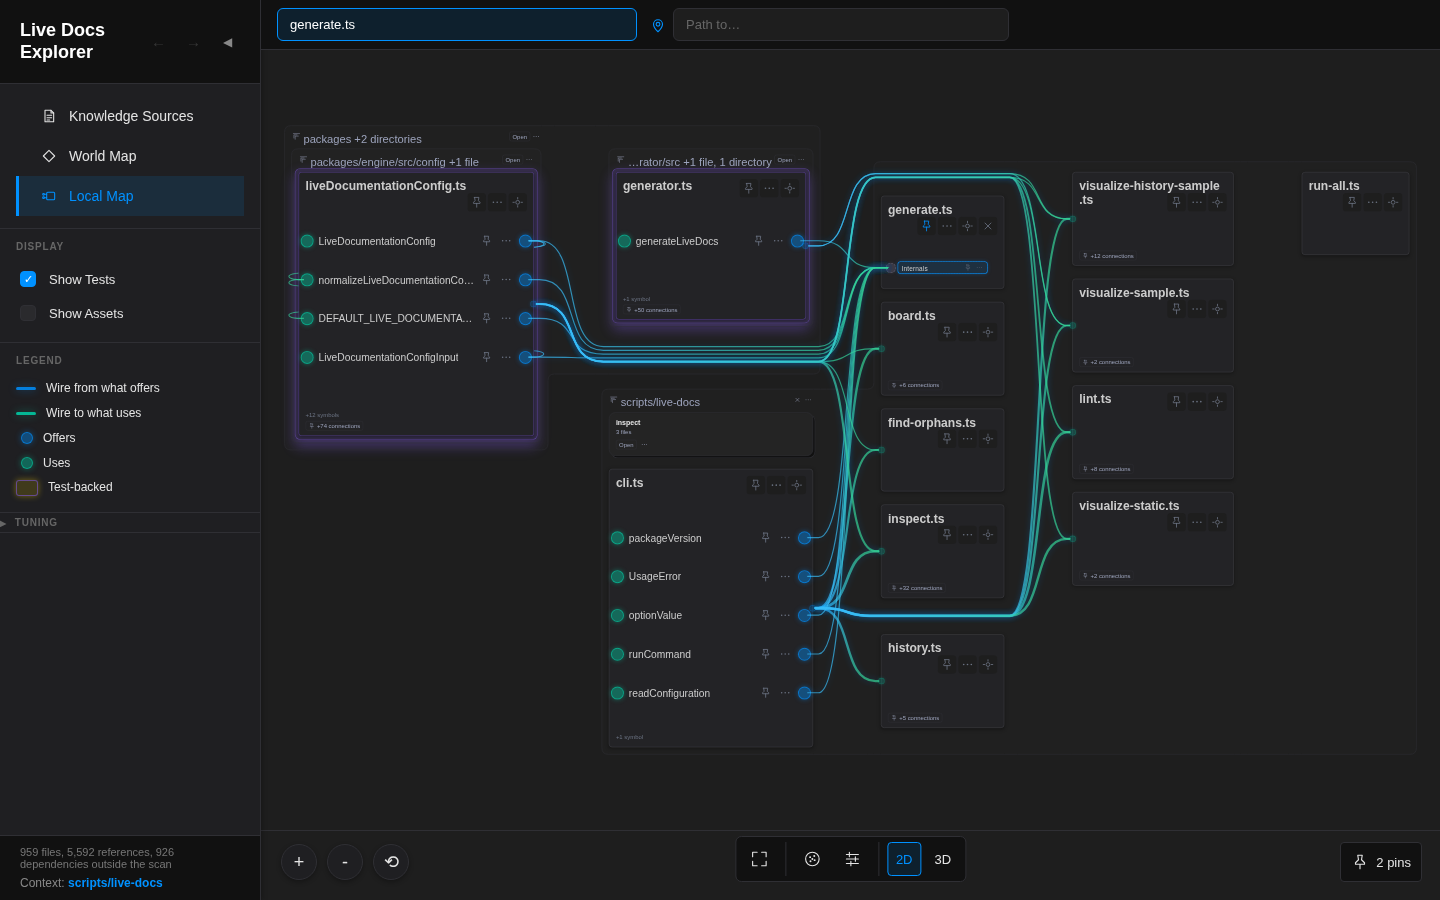 Live Docs
Explorer
← → ◀
generate.ts
Path to…
Knowledge Sources
World Map
Local Map
DISPLAY
Show Tests
Show Assets
LEGEND
Wire from what offers
Wire to what uses
Offers
Uses
Test-backed
TUNING
959 files, 5,592 references, 926
dependencies outside the scan
Context: scripts/live-docs
packages +2 directories
Open ···
packages/engine/src/config +1 file
Open ···
liveDocumentationConfig.ts
LiveDocumentationConfig
normalizeLiveDocumentationCo…
DEFAULT_LIVE_DOCUMENTA…
LiveDocumentationConfigInput
+12 symbols
+74 connections
…rator/src +1 file, 1 directory
Open ···
generator.ts
generateLiveDocs
+1 symbol
+50 connections
scripts/live-docs
inspect
3 files
Open ···
cli.ts
packageVersion
UsageError
optionValue
runCommand
readConfiguration
+1 symbol
generate.ts
Internals
board.ts
+6 connections
find-orphans.ts
inspect.ts
+32 connections
history.ts
+5 connections
visualize-history-sample
.ts
+12 connections
visualize-sample.ts
+2 connections
lint.ts
+8 connections
visualize-static.ts
+2 connections
run-all.ts
+ - ⟲
2D 3D
2 pins